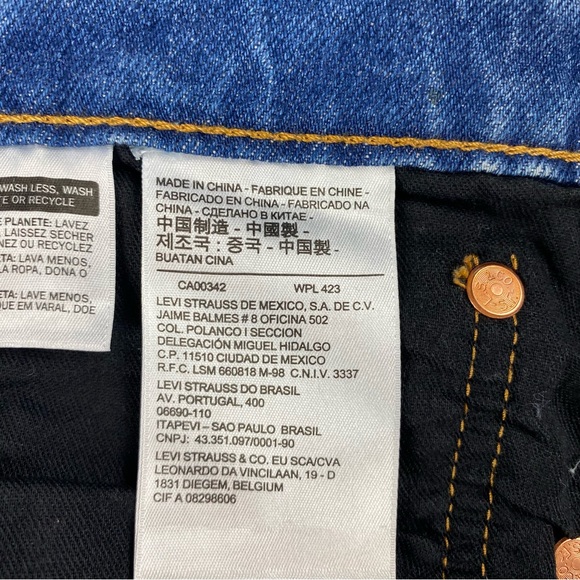 WASH LESS, WASH
TE OR RECYCLE
E PLANETE: LAVEZ
LAISSEZ SECHER
NEZ OU RECYCLEZ
ETA: LAVA MENOS,
LA ROPA, DONA O
ETA: LAVE MENOS,
QUE EM VARAL, DOE
MADE IN CHINA - FABRIQUE EN CHINE -
FABRICADO EN CHINA - FABRICADO NA
CHINA - СДЕЛАНО В КИТАЕ -
中国制造 - 中國製 -
제조국 : 중국 - 中国製 -
BUATAN CINA
CA00342 WPL 423
LEVI STRAUSS DE MEXICO, S.A. DE C.V.
JAIME BALMES # 8 OFICINA 502
COL. POLANCO I SECCION
DELEGACIÓN MIGUEL HIDALGO
C.P. 11510 CIUDAD DE MEXICO
R.F.C. LSM 660818 M-98 C.N.I.V. 3337
LEVI STRAUSS DO BRASIL
AV. PORTUGAL, 400
06690-110
ITAPEVI - SAO PAULO BRASIL
CNPJ: 43.351.097/0001-90
LEVI STRAUSS & CO. EU SCA/CVA
LEONARDO DA VINCILAAN, 19 - D
1831 DIEGEM, BELGIUM
CIF A 08298606